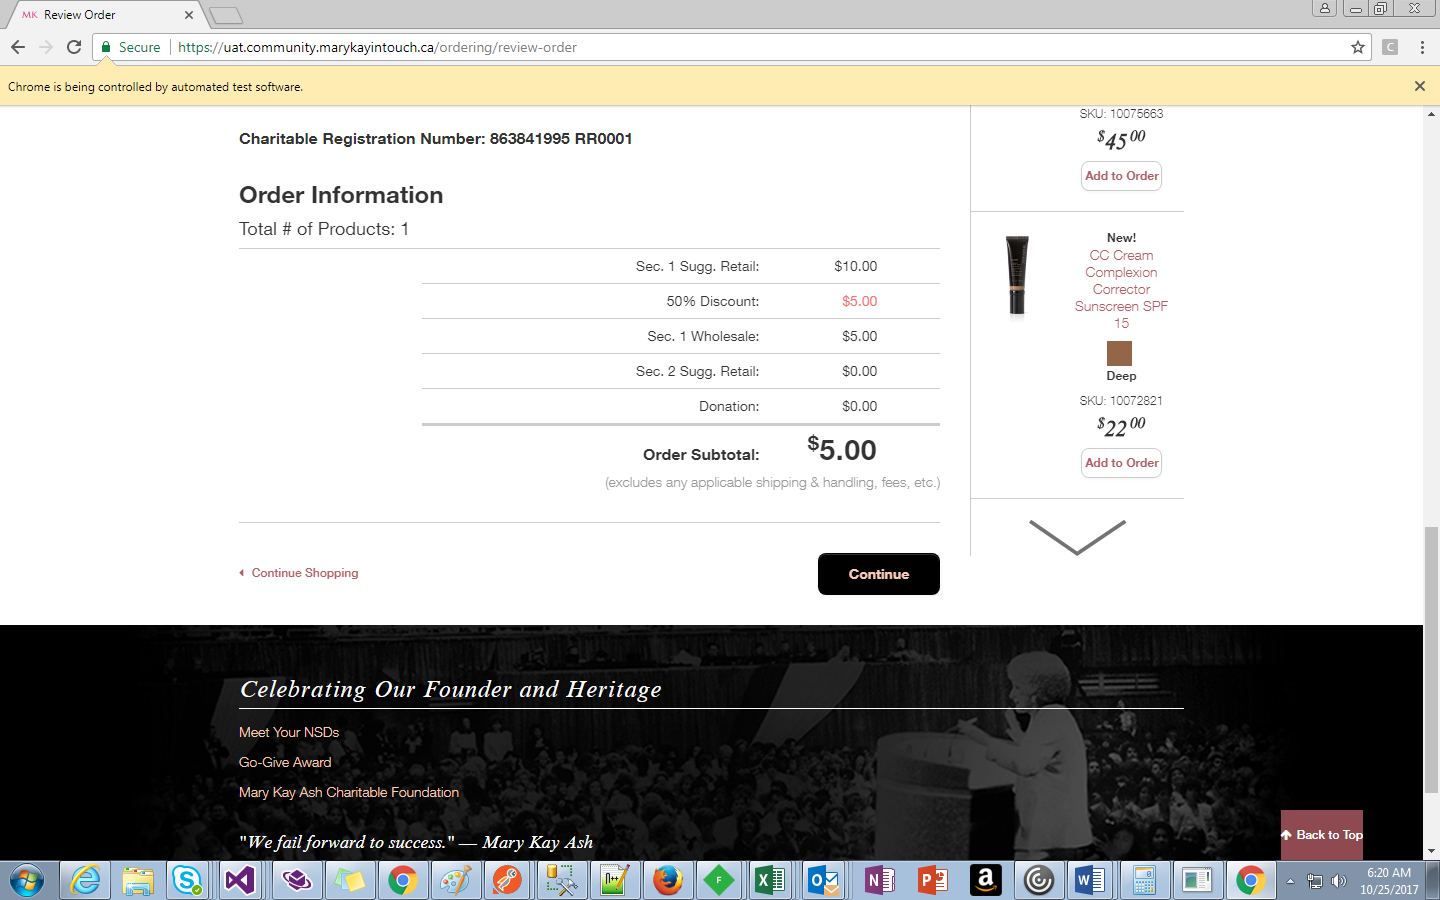 MK Review Order
Secure https://uat.community.marykayintouch.ca/ordering/review-order
C
Chrome is being controlled by automated test software.
Charitable Registration Number: 863841995 RR0001
Order Information
Total # of Products: 1
Sec. 1 Sugg. Retail: $10.00
50% Discount: $5.00
Sec. 1 Wholesale: $5.00
Sec. 2 Sugg. Retail: $0.00
Donation: $0.00
Order Subtotal: $5.00
(excludes any applicable shipping & handling, fees, etc.)
Continue Shopping
Continue
SKU: 10075663
$45.00
Add to Order
New!
CC Cream
Complexion
Corrector
Sunscreen SPF
15
Deep
SKU: 10072821
$22.00
Add to Order
Celebrating Our Founder and Heritage
Meet Your NSDs
Go-Give Award
Mary Kay Ash Charitable Foundation
"We fail forward to success." — Mary Kay Ash
Back to Top
6:20 AM
10/25/2017